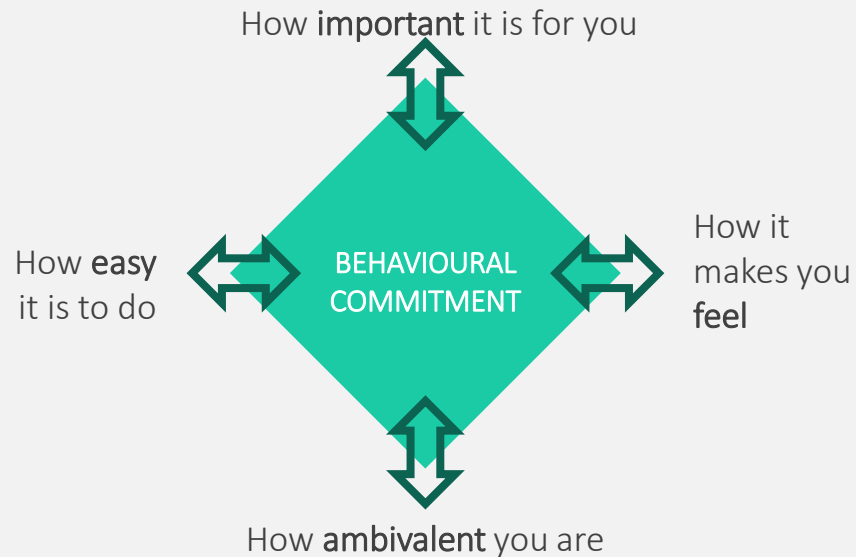 How important it is for you
How easy
it is to do
BEHAVIOURAL
COMMITMENT
How it
makes you
feel
How ambivalent you are